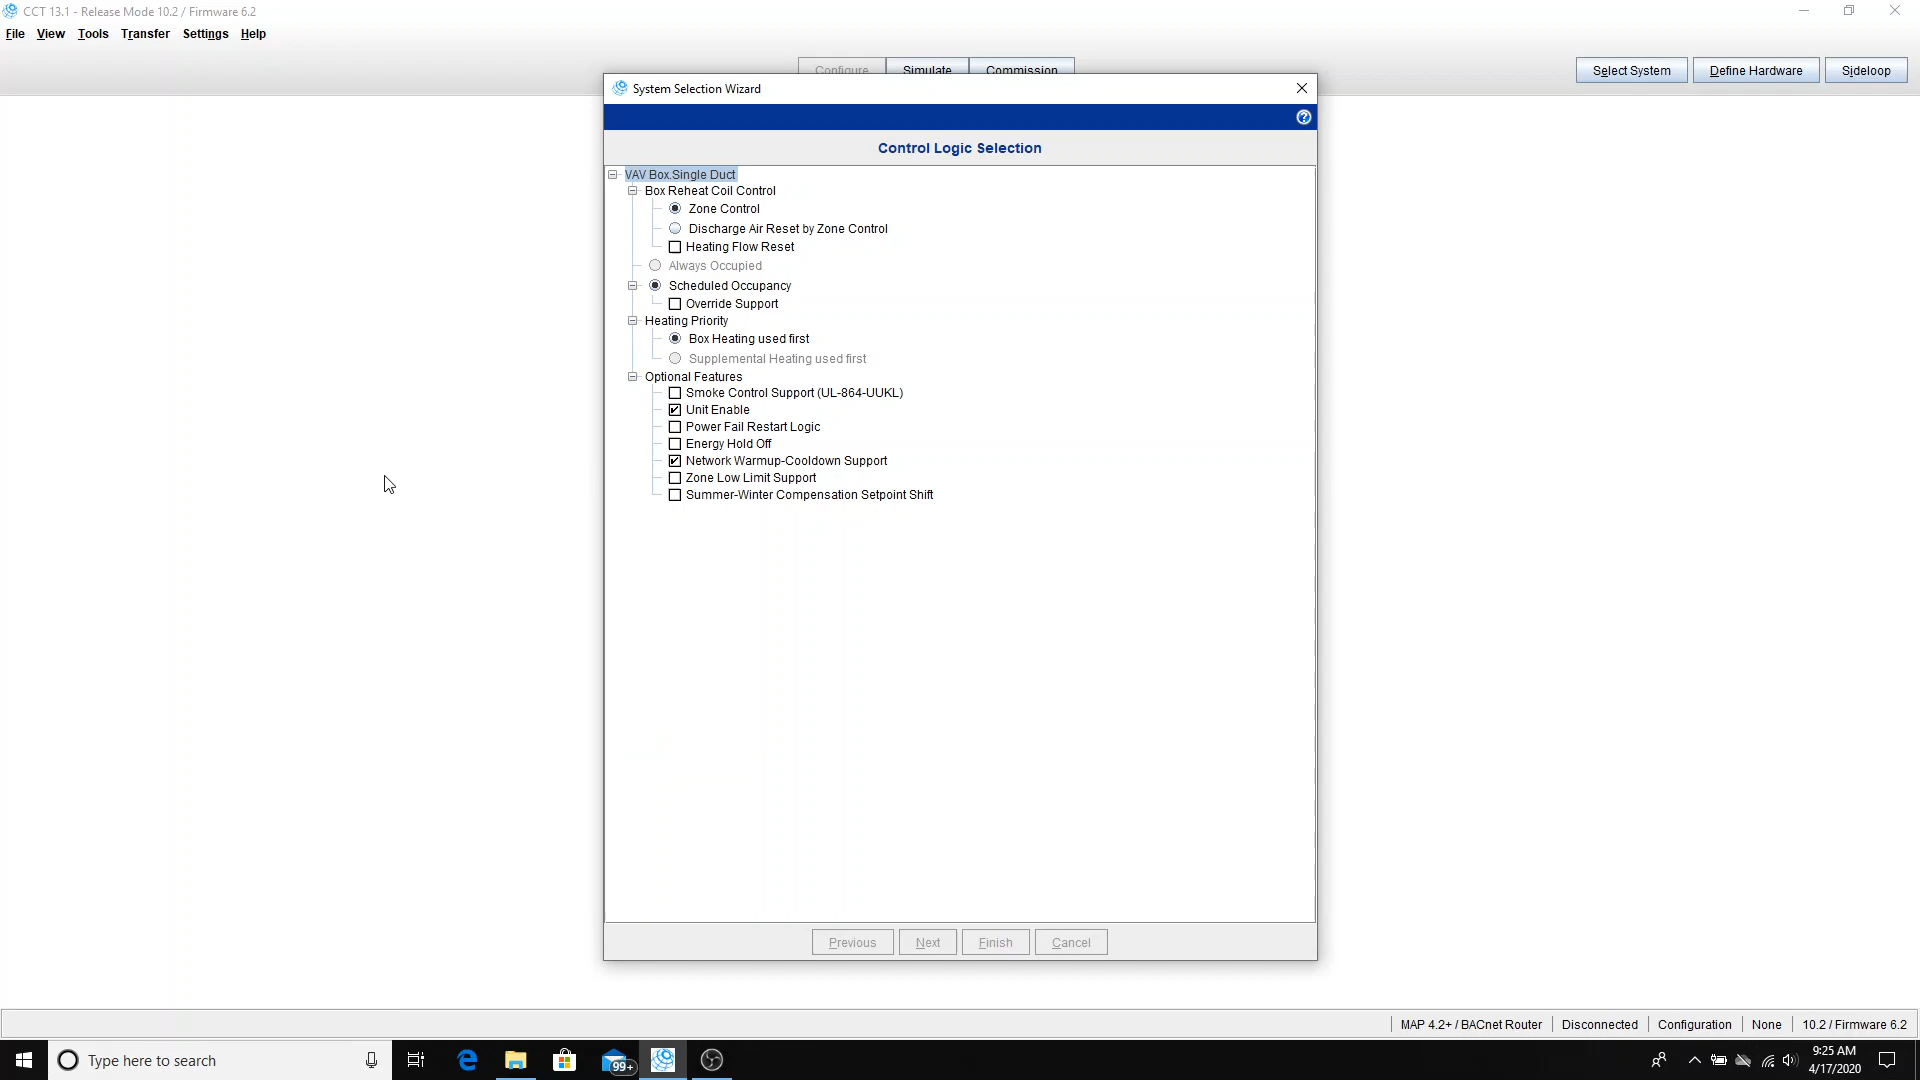 CCT 13.1 - Release Mode 10.2 / Firmware 6.2
File View Tools Transfer Settings Help
Configure Simulate Commission
Select System Define Hardware Sideloop
System Selection Wizard
Control Logic Selection
VAV Box.Single Duct
Box Reheat Coil Control
Zone Control
Discharge Air Reset by Zone Control
Heating Flow Reset
Always Occupied
Scheduled Occupancy
Override Support
Heating Priority
Box Heating used first
Supplemental Heating used first
Optional Features
Smoke Control Support (UL-864-UUKL)
Unit Enable
Power Fail Restart Logic
Energy Hold Off
Network Warmup-Cooldown Support
Zone Low Limit Support
Summer-Winter Compensation Setpoint Shift
Previous Next Finish Cancel
MAP 4.2+ / BACnet Router Disconnected Configuration None 10.2 / Firmware 6.2
Type here to search
99+
9:25 AM
4/17/2020